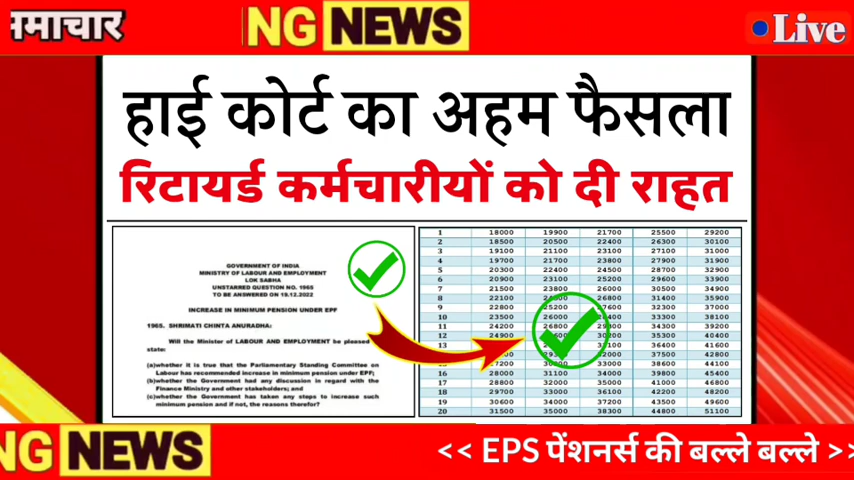 माचार
NG NEWS
Live
हाई कोर्ट का अहम फैसला
रिटायर्ड कर्मचारीयों को दी राहत
GOVERNMENT OF INDIA
MINISTRY OF LABOUR AND EMPLOYMENT
LOK SABHA
UNSTARRED QUESTION NO. 1965
TO BE ANSWERED ON 19.12.2022
INCREASE IN MINIMUM PENSION UNDER EPF
1965. SHRIMATI CHINTA ANURADHA:
Will the Minister of LABOUR AND EMPLOYMENT be pleased
state:
(a)whether it is true that the Parliamentary Standing Committee on
Labour has recommended increase in minimum pension under EPF;
(b)whether the Government had any discussion in regard with the
Finance Ministry and other stakeholders; and
(c)whether the Government has taken any steps to increase such
minimum pension and if not, the reasons therefor?
1 18000 19900 21700 25500 29200
2 18500 20500 22400 26300 30100
3 19100 21100 23100 27100 31000
4 19700 21700 23800 27900 31900
5 20300 22400 24500 28700 32900
6 20900 23100 25200 29600 33900
7 21500 23800 26000 30500 34900
8 22100 26800 31400 35900
9 22800 25200 27600 32300 37000
10 23500 26000 33300 38100
11 24200 26800 34300 39200
12 24900 30200 35300 40400
13 36400 41600
37500 42800
38600 44100
16 28000 31100 34000 39800 45400
17 28800 32000 35000 41000 46800
18 29700 33000 36100 42200 48200
19 30600 34000 37200 43500 49600
20 31500 35000 38300 44800 51100
NG NEWS
<< EPS पेंशनर्स की बल्ले बल्ले >>